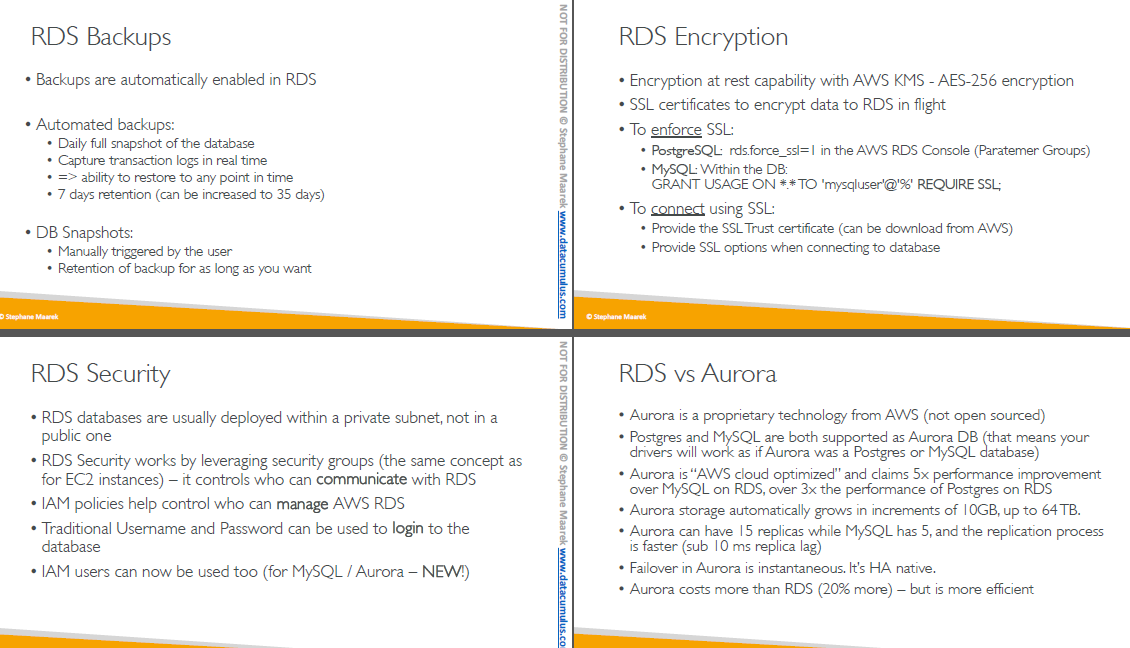 RDS Backups
• Backups are automatically enabled in RDS
• Automated backups:
• Daily full snapshot of the database
• Capture transaction logs in real time
• => ability to restore to any point in time
• 7 days retention (can be increased to 35 days)
• DB Snapshots:
• Manually triggered by the user
• Retention of backup for as long as you want
© Stephane Maarek
NOT FOR DISTRIBUTION © Stephane Maarek www.datacumulus.com
RDS Encryption
• Encryption at rest capability with AWS KMS - AES-256 encryption
• SSL certificates to encrypt data to RDS in flight
• To enforce SSL:
• PostgreSQL: rds.force_ssl=1 in the AWS RDS Console (Paratemer Groups)
• MySQL: Within the DB:
GRANT USAGE ON *.* TO 'mysqluser'@'%' REQUIRE SSL;
• To connect using SSL:
• Provide the SSL Trust certificate (can be download from AWS)
• Provide SSL options when connecting to database
© Stephane Maarek
RDS Security
• RDS databases are usually deployed within a private subnet, not in a
public one
• RDS Security works by leveraging security groups (the same concept as
for EC2 instances) – it controls who can communicate with RDS
• IAM policies help control who can manage AWS RDS
• Traditional Username and Password can be used to login to the
database
• IAM users can now be used too (for MySQL / Aurora – NEW!)
NOT FOR DISTRIBUTION © Stephane Maarek www.datacumulus.co
RDS vs Aurora
• Aurora is a proprietary technology from AWS (not open sourced)
• Postgres and MySQL are both supported as Aurora DB (that means your
drivers will work as if Aurora was a Postgres or MySQL database)
• Aurora is “AWS cloud optimized” and claims 5x performance improvement
over MySQL on RDS, over 3x the performance of Postgres on RDS
• Aurora storage automatically grows in increments of 10GB, up to 64 TB.
• Aurora can have 15 replicas while MySQL has 5, and the replication process
is faster (sub 10 ms replica lag)
• Failover in Aurora is instantaneous. It’s HA native.
• Aurora costs more than RDS (20% more) – but is more efficient